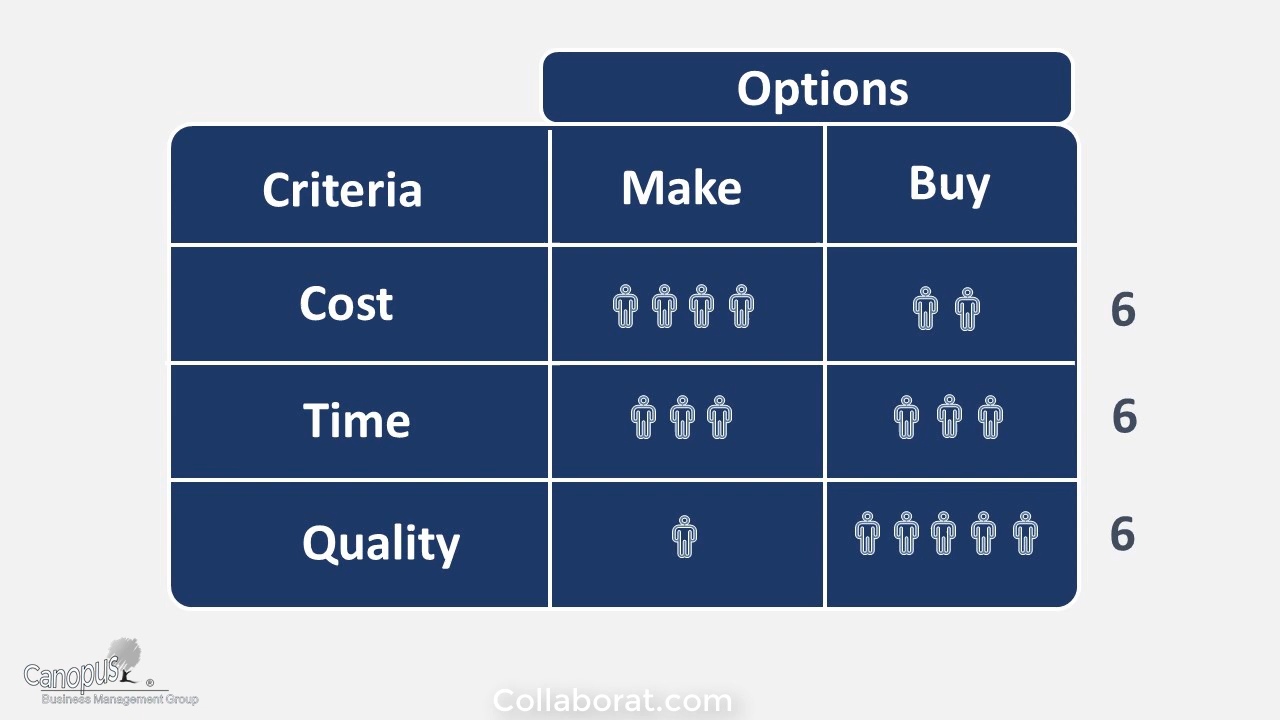 Options
Criteria Make Buy
Cost 6
Time 6
Quality 6
Canopus ®
Business Management Group
Collaborat.com